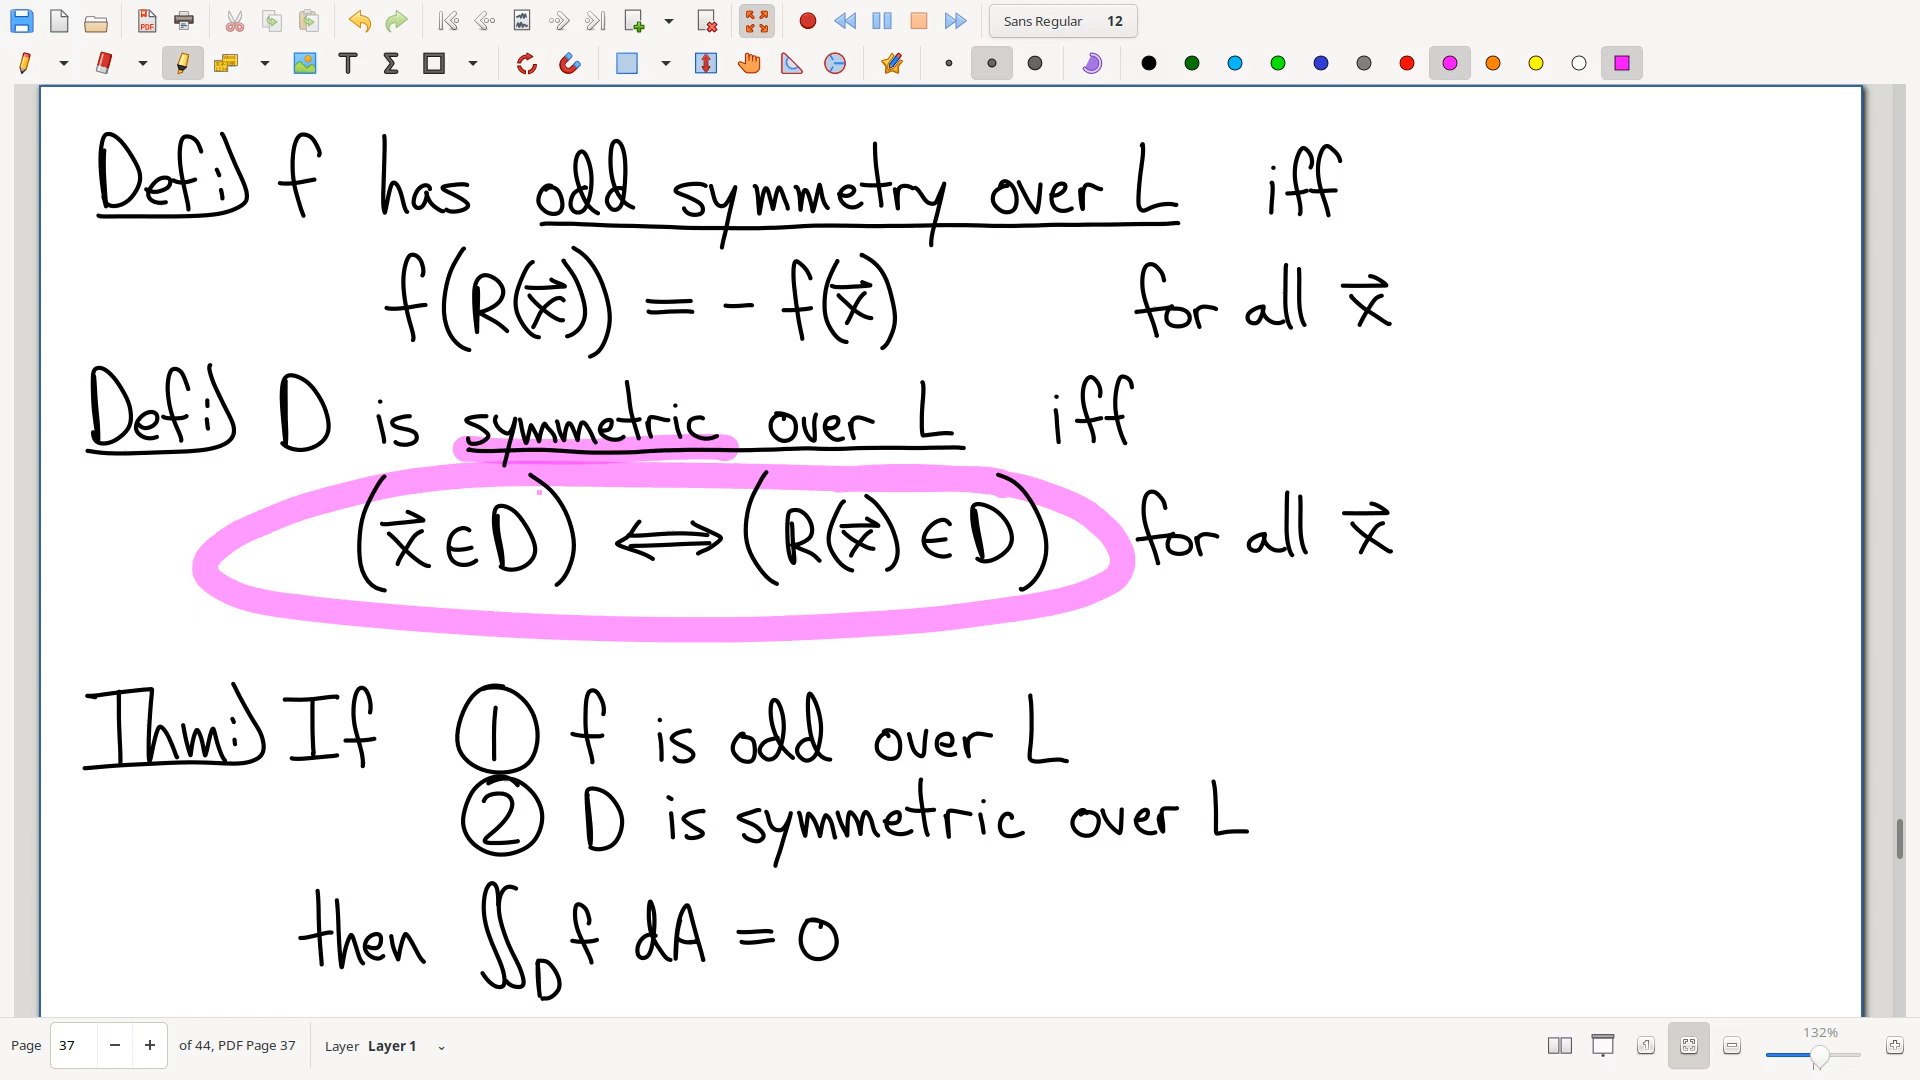 Sans Regular 12
Def:) f has odd symmetry over L iff
f(R(x⃗)) = - f(x⃗) for all x⃗
Def:) D is symmetric over L iff
(x⃗ ∈ D) ⟺ (R(x⃗) ∈ D) for all x⃗
Thm:) If ① f is odd over L
② D is symmetric over L
then ∬_D f dA = 0
Page 37 − + of 44, PDF Page 37 Layer Layer 1 132%